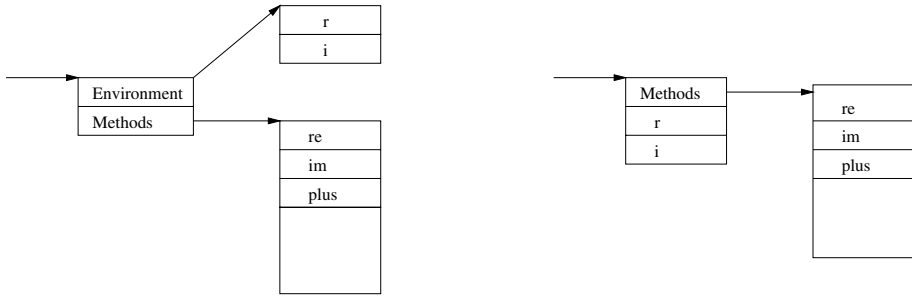 r
i
Environment
Methods
re
im
plus
Methods
r
i
re
im
plus